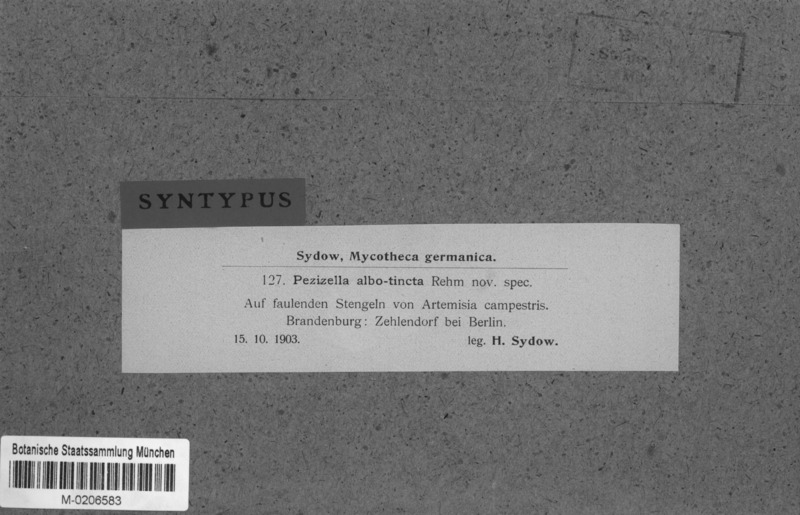 SYNTYPUS
Sydow, Mycotheca germanica.
127. Pezizella albo-tincta Rehm nov. spec.
Auf faulenden Stengeln von Artemisia campestris.
Brandenburg: Zehlendorf bei Berlin.
15. 10. 1903. leg. H. Sydow.
Botanische Staatssammlung München
M-0206583